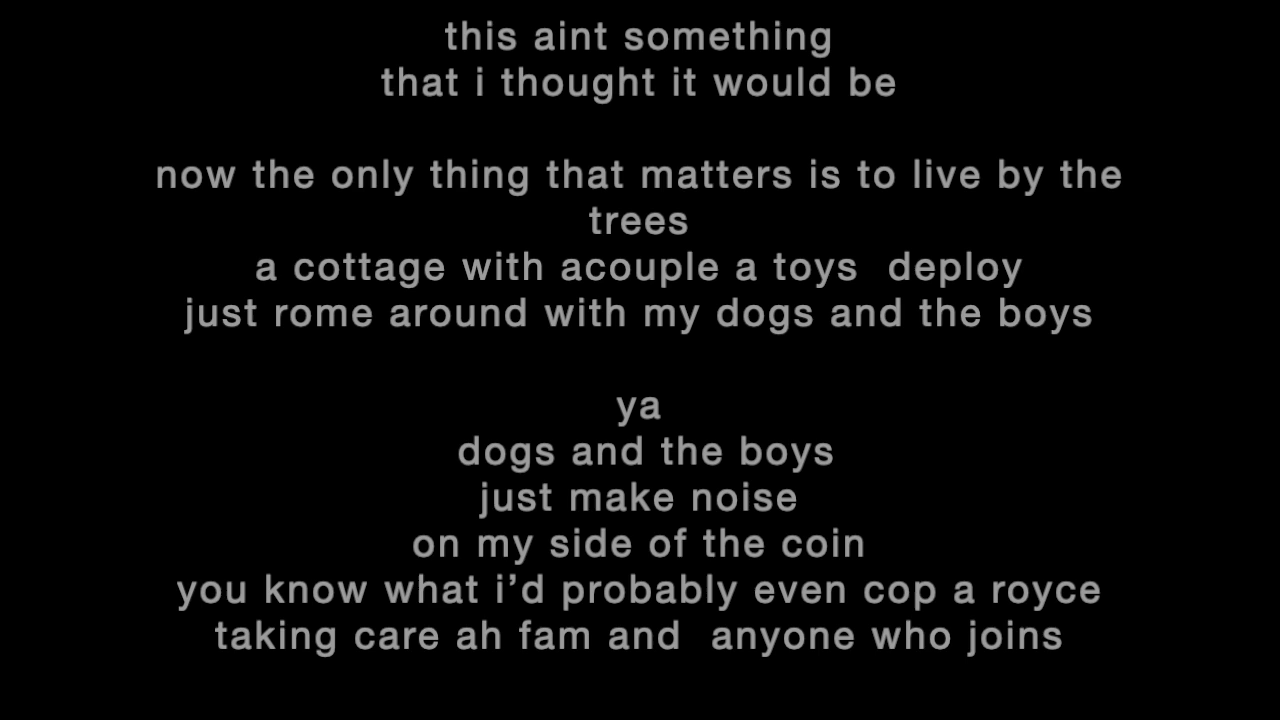 this aint something
that i thought it would be
now the only thing that matters is to live by the
trees
a cottage with acouple a toys  deploy
just rome around with my dogs and the boys
ya
dogs and the boys
just make noise
on my side of the coin
you know what i’d probably even cop a royce
taking care ah fam and  anyone who joins